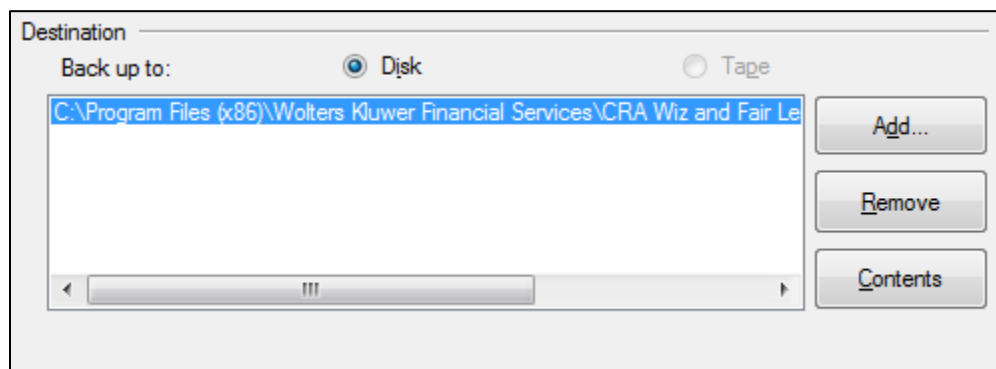 Destination
Back up to: Disk Tape
C:\Program Files (x86)\Wolters Kluwer Financial Services\CRA Wiz and Fair Le
Add...
Remove
Contents